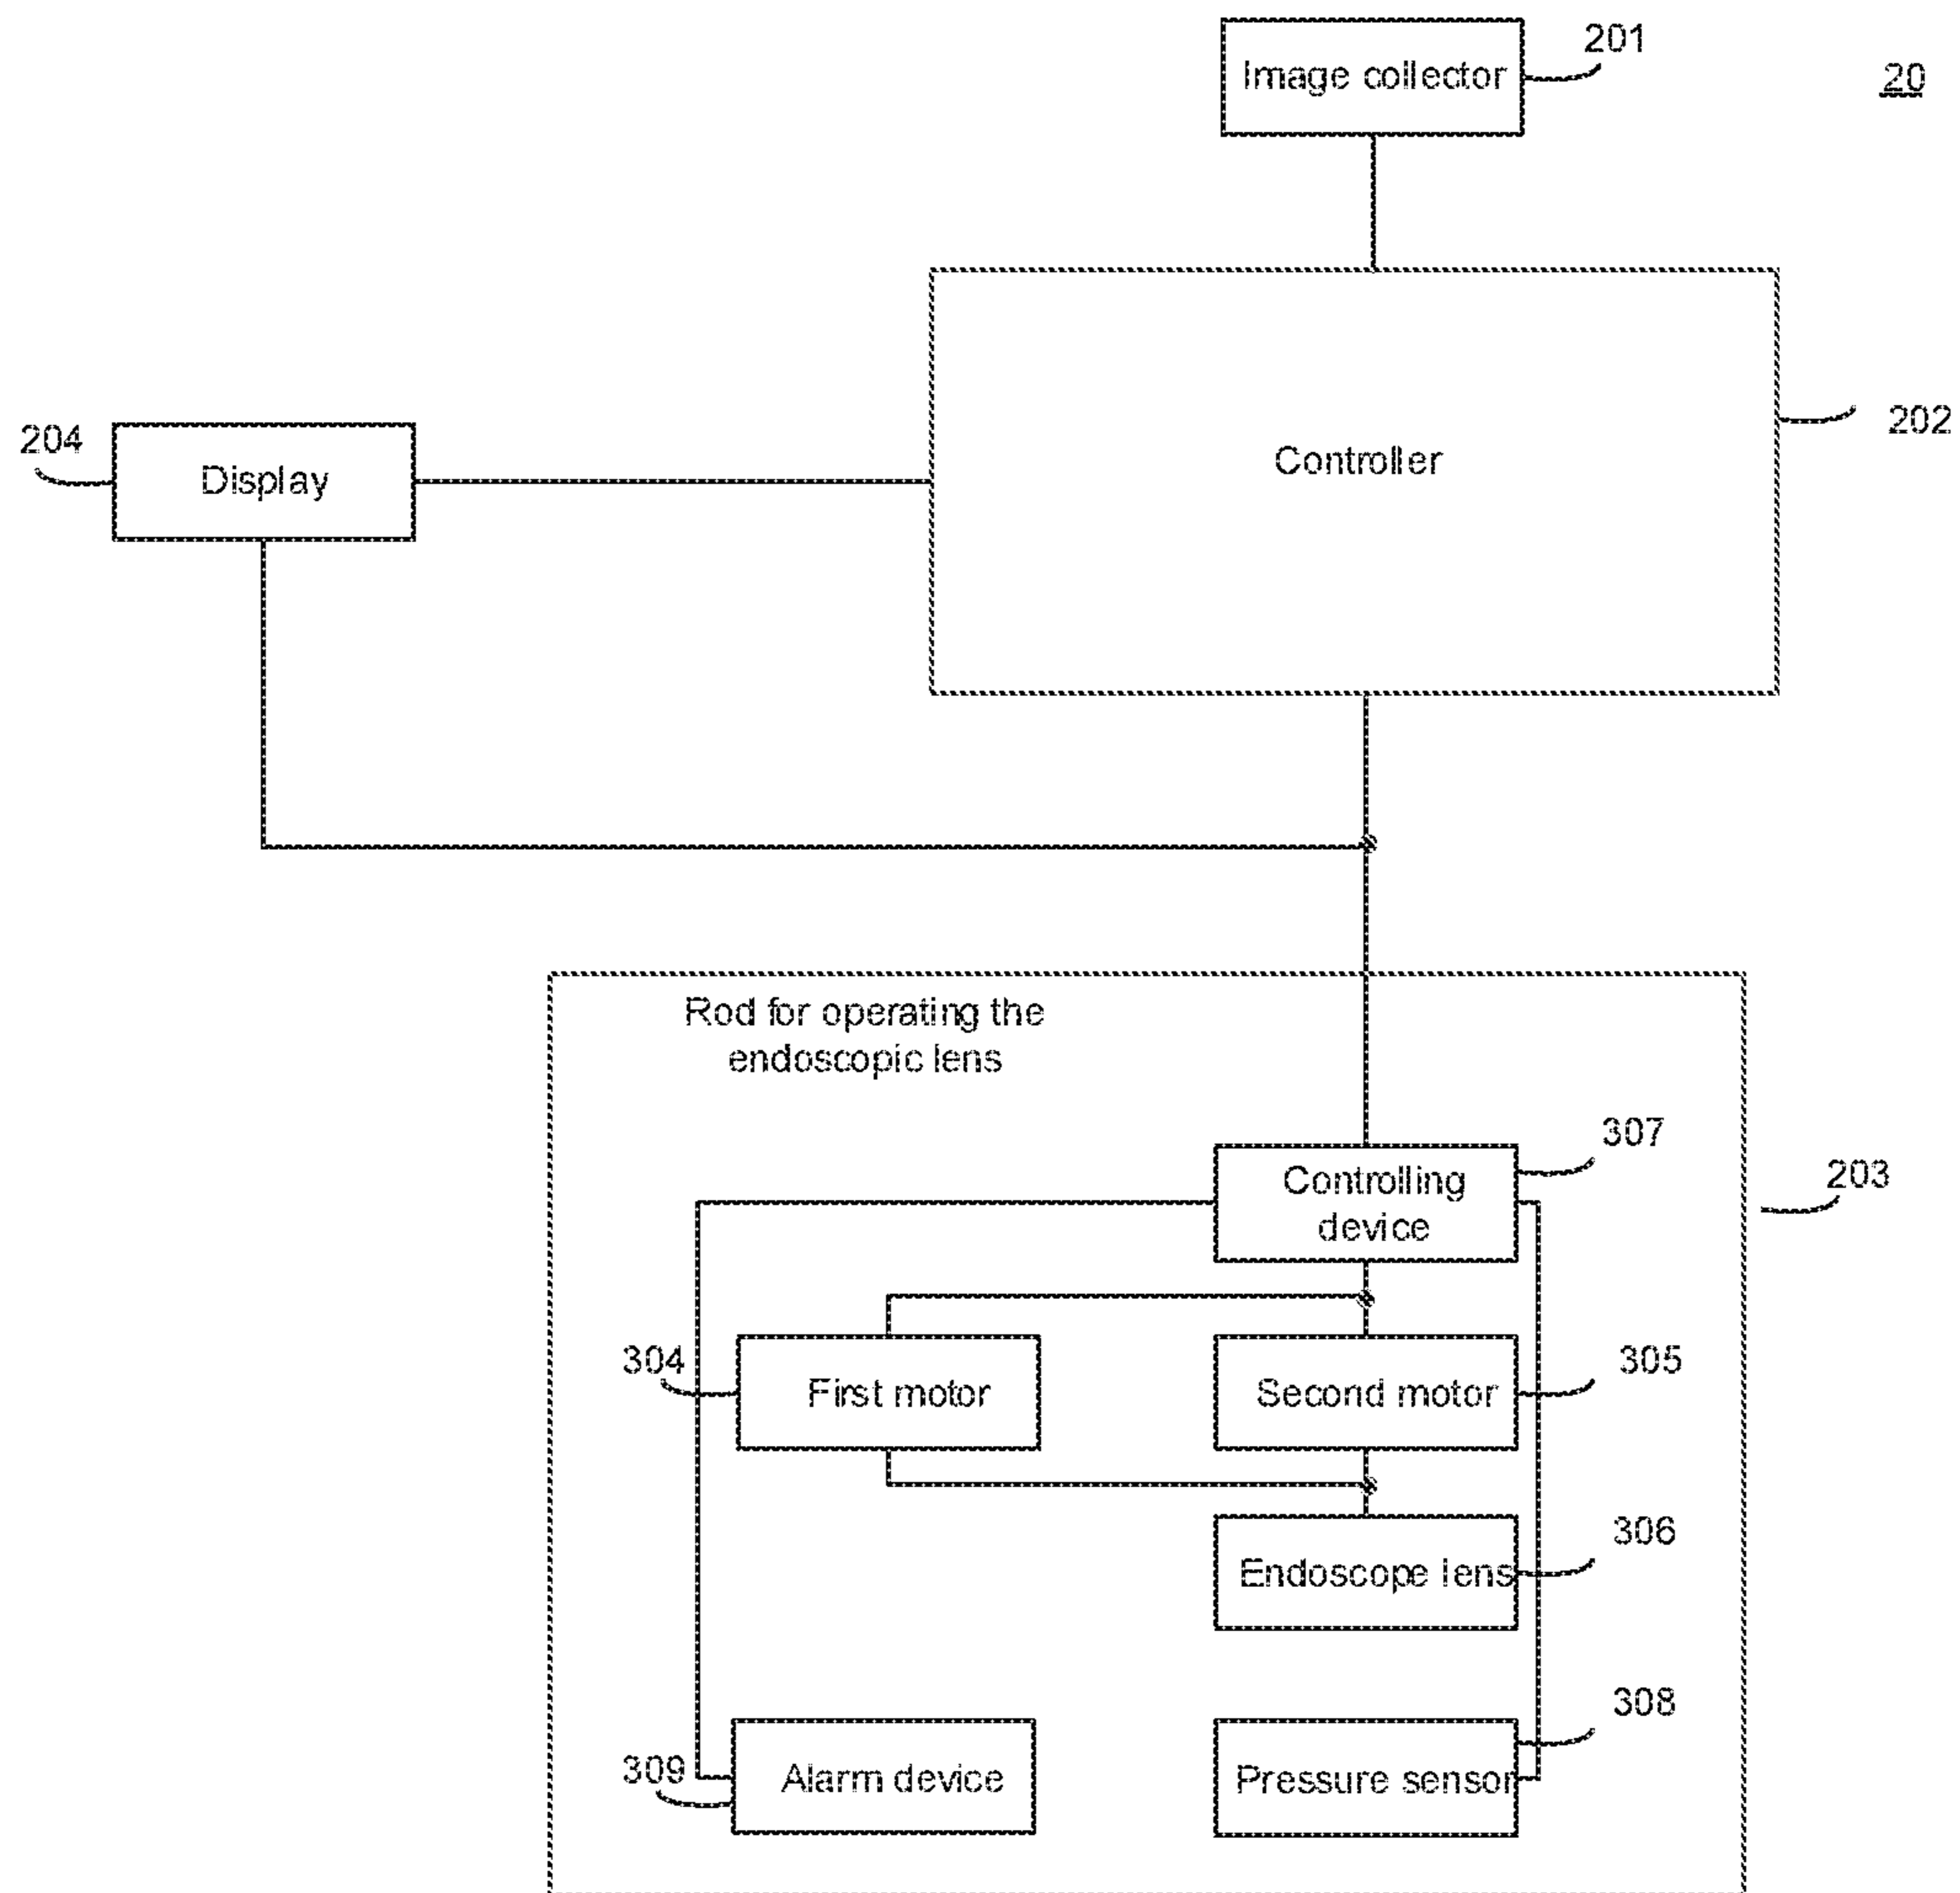 201
Image collector
20
202
Controller
204
Display
Rod for operating the
endoscopic lens
307
Controlling
device
203
304
First motor
305
Second motor
306
Endoscope lens
308
309
Alarm device
Pressure sensor